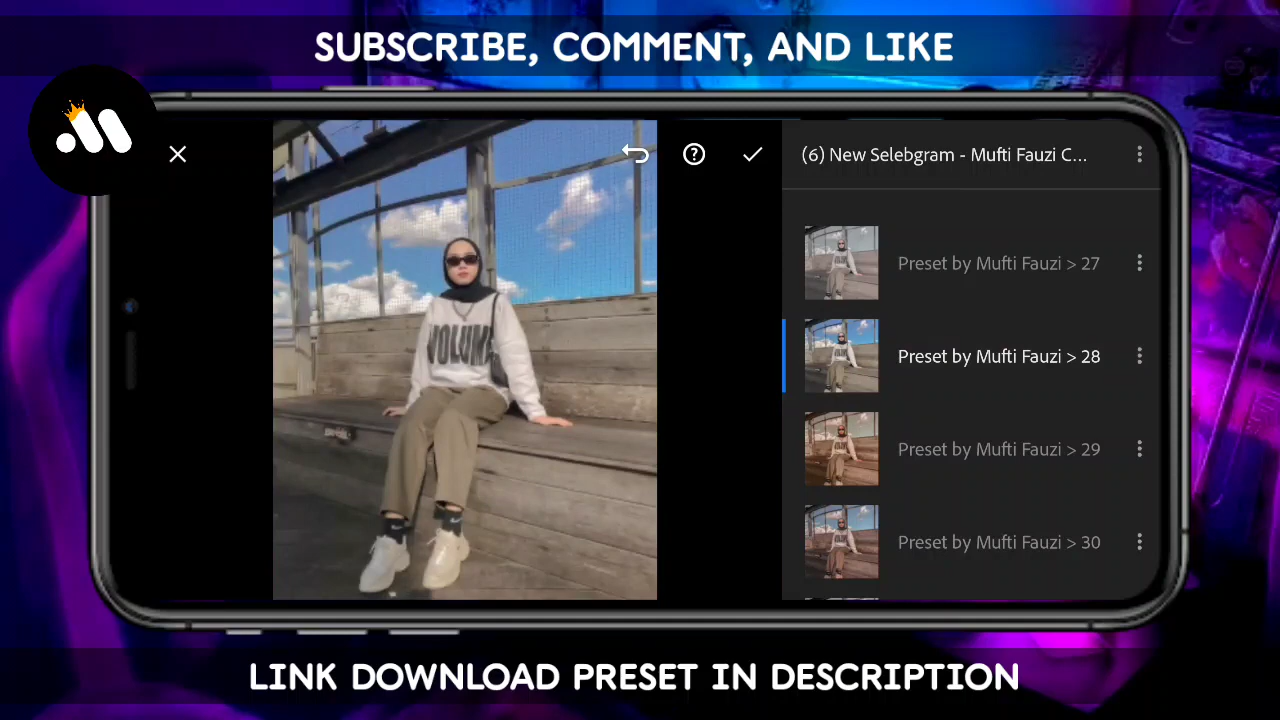 SUBSCRIBE, COMMENT, AND LIKE
(6) New Selebgram - Mufti Fauzi C...
Preset by Mufti Fauzi > 27
Preset by Mufti Fauzi > 28
Preset by Mufti Fauzi > 29
Preset by Mufti Fauzi > 30
VOLUME
LINK DOWNLOAD PRESET IN DESCRIPTION